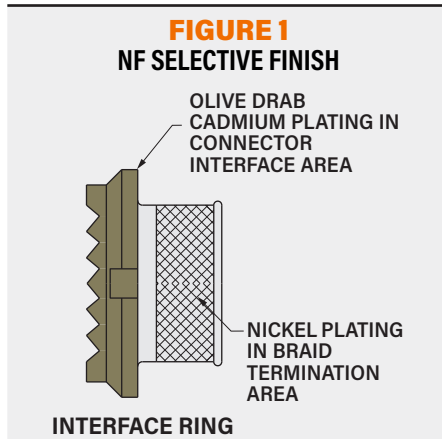 FIGURE 1
NF SELECTIVE FINISH
OLIVE DRAB
CADMIUM PLATING IN
CONNECTOR
INTERFACE AREA
NICKEL PLATING
IN BRAID
TERMINATION
AREA
INTERFACE RING